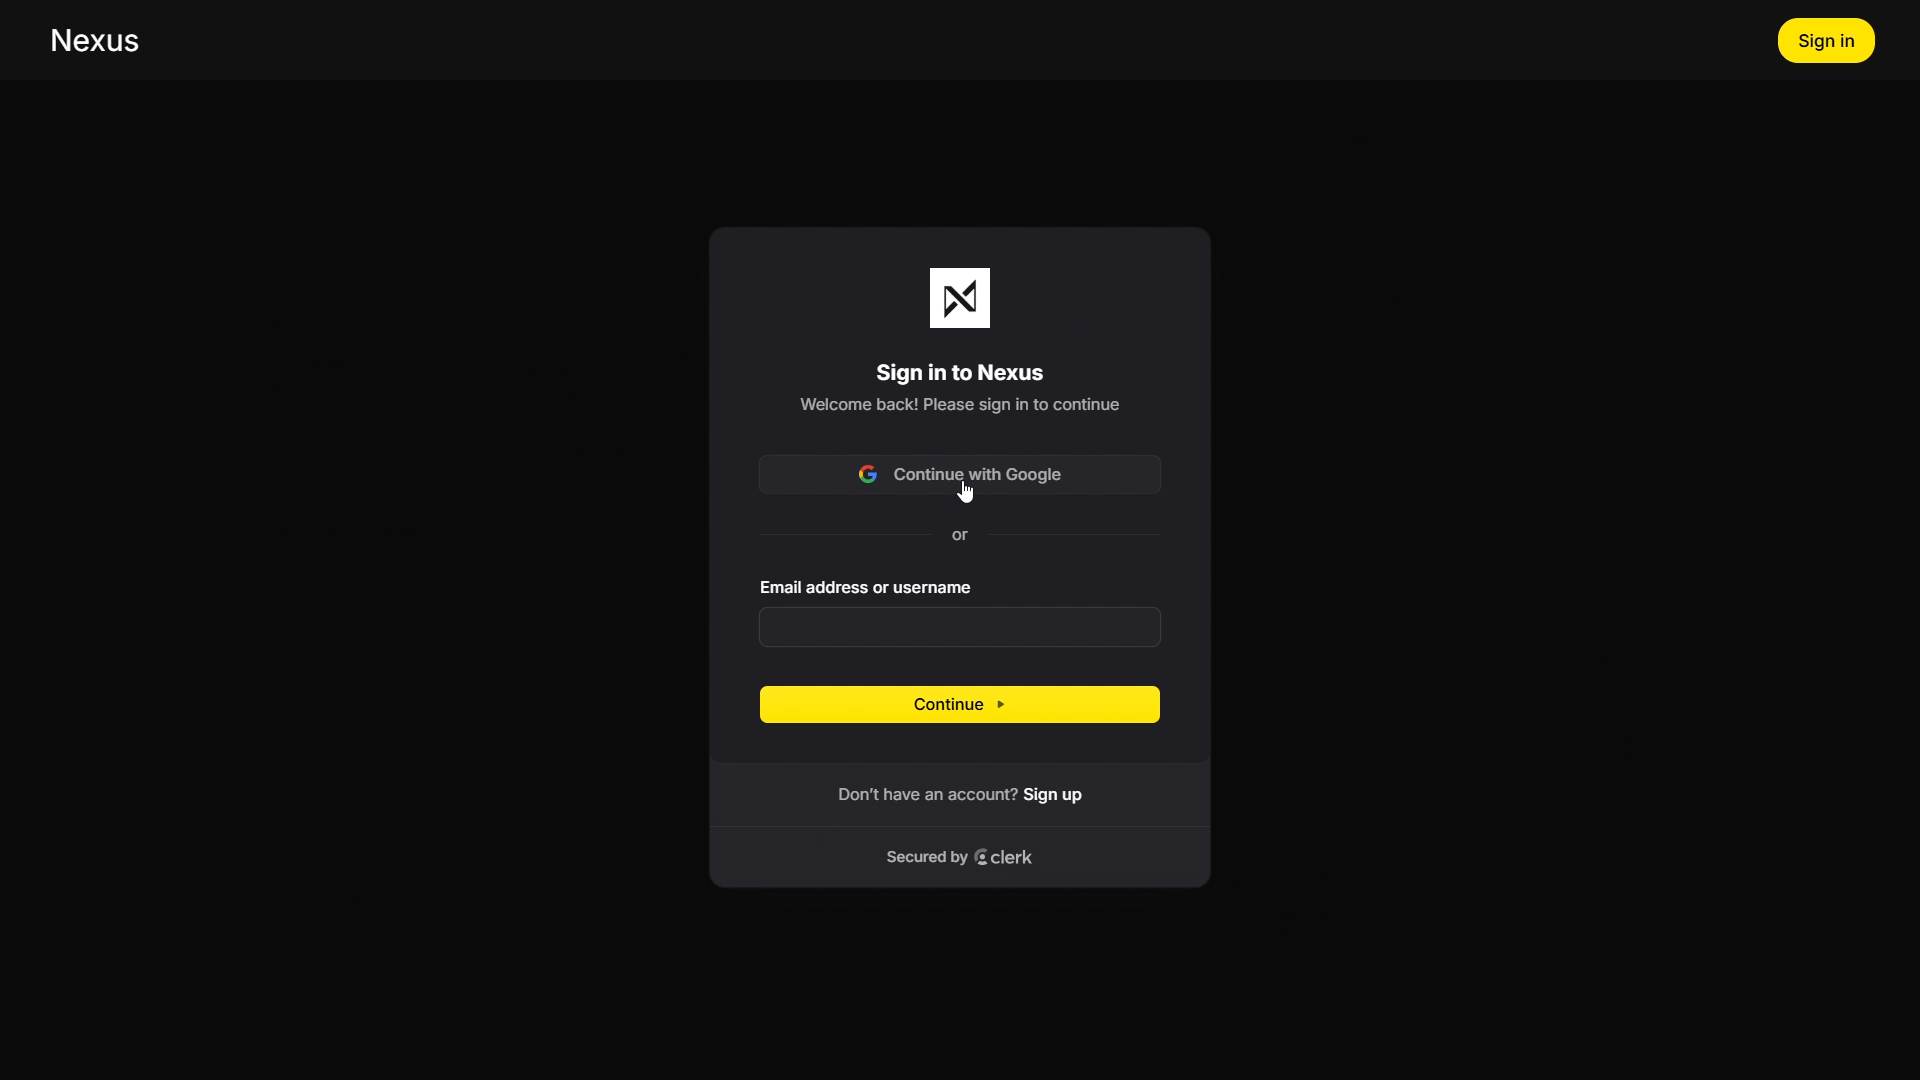 Nexus
Sign in
Sign in to Nexus
Welcome back! Please sign in to continue
Continue with Google
or
Email address or username
Continue
Don’t have an account? Sign up
Secured by clerk